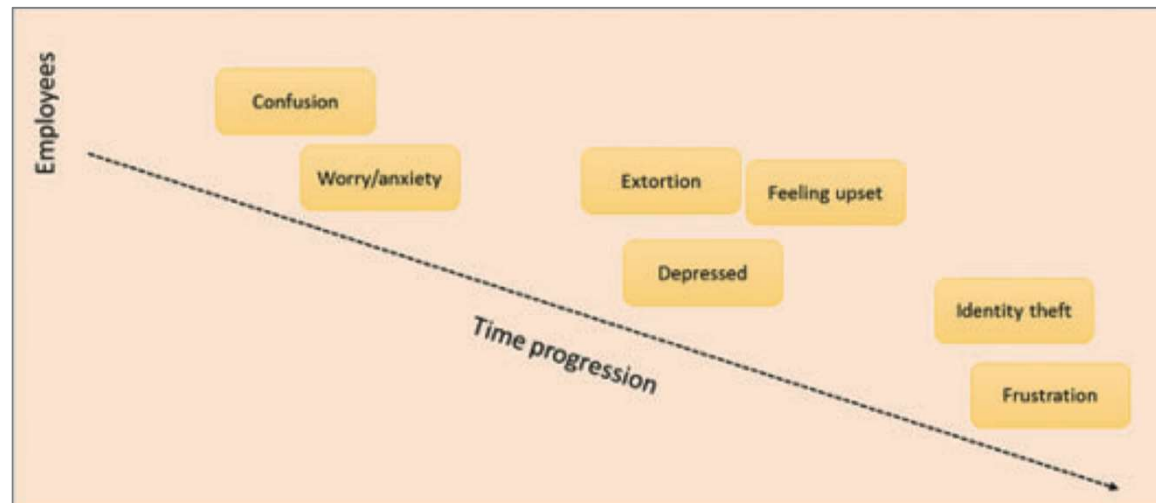 Employees
Confusion
Worry/anxiety
Extortion
Feeling upset
Depressed
Identity theft
Time progression
Frustration